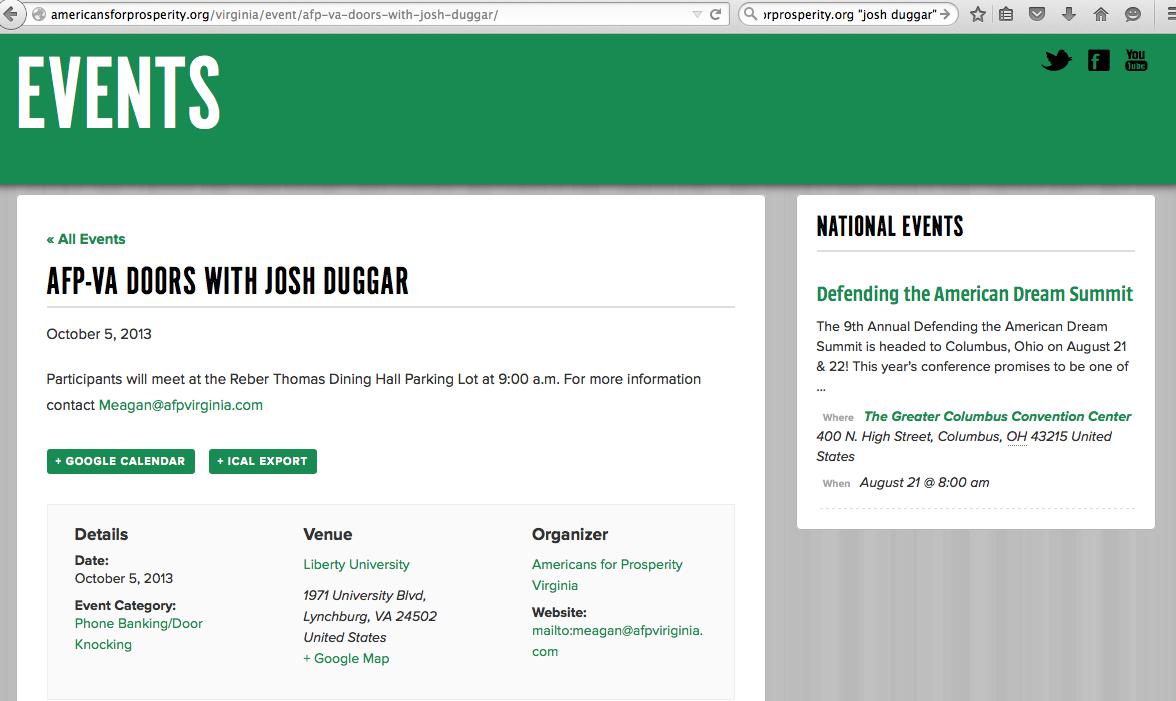 americansforprosperity.org/virginia/event/afp-va-doors-with-josh-duggar/
orprosperity.org "josh duggar"
EVENTS
You
Tube
« All Events
AFP-VA DOORS WITH JOSH DUGGAR
October 5, 2013
Participants will meet at the Reber Thomas Dining Hall Parking Lot at 9:00 a.m. For more information
contact Meagan@afpvirginia.com
+ GOOGLE CALENDAR
+ ICAL EXPORT
Details
Date:
October 5, 2013
Event Category:
Phone Banking/Door
Knocking
Venue
Liberty University
1971 University Blvd,
Lynchburg, VA 24502
United States
+ Google Map
Organizer
Americans for Prosperity
Virginia
Website:
mailto:meagan@afpviriginia.
com
NATIONAL EVENTS
Defending the American Dream Summit
The 9th Annual Defending the American Dream
Summit is headed to Columbus, Ohio on August 21
& 22! This year's conference promises to be one of
...
Where The Greater Columbus Convention Center
400 N. High Street, Columbus, OH 43215 United
States
When August 21 @ 8:00 am